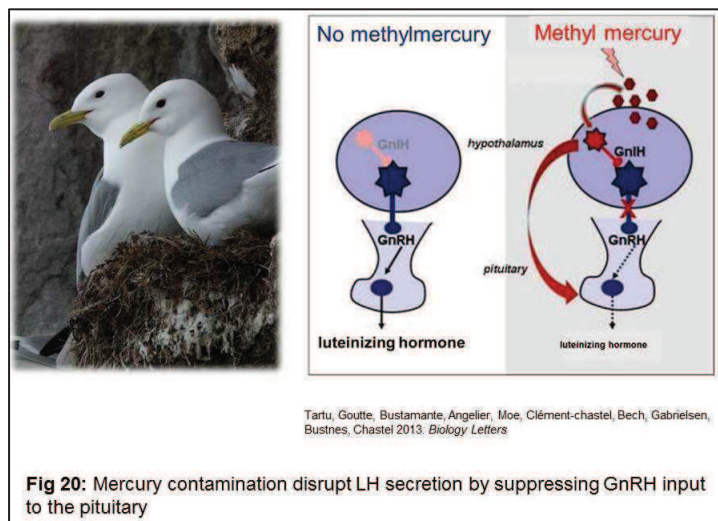 No methylmercury
Methyl mercury
GnIH
hypothalamus
GnIH
GnRH
GnRH
pituitary
luteinizing hormone
luteinizing hormone
Tartu, Goutte, Bustamante, Angelier, Moe, Clément-chastel, Bech, Gabrielsen,
Bustnes, Chastel 2013. Biology Letters
Fig 20: Mercury contamination disrupt LH secretion by suppressing GnRH input
to the pituitary